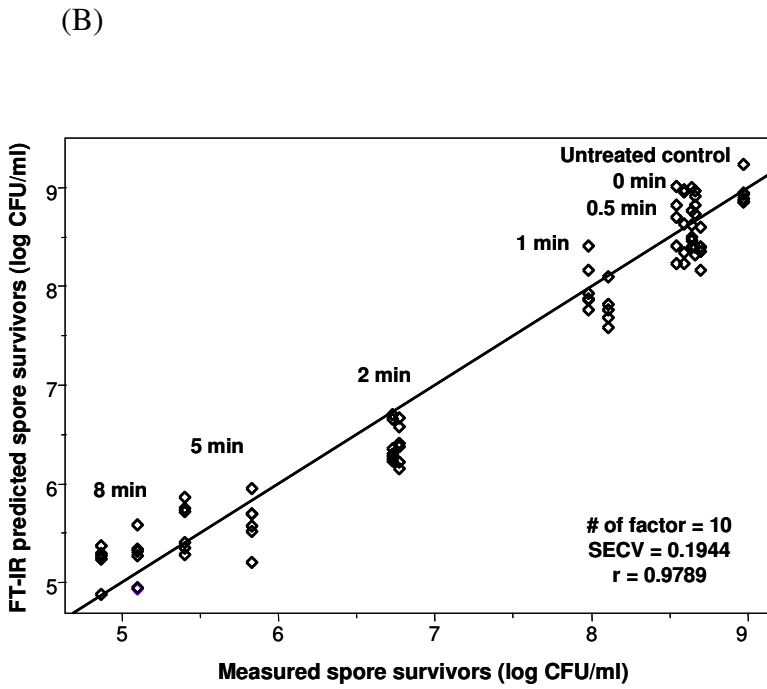 (B)
Untreated control
0 min
0.5 min
1 min
2 min
5 min
8 min
# of factor = 10
SECV = 0.1944
r = 0.9789
FT-IR predicted spore survivors (log CFU/ml)
9
8
7
6
5
5 6 7 8 9
Measured spore survivors (log CFU/ml)